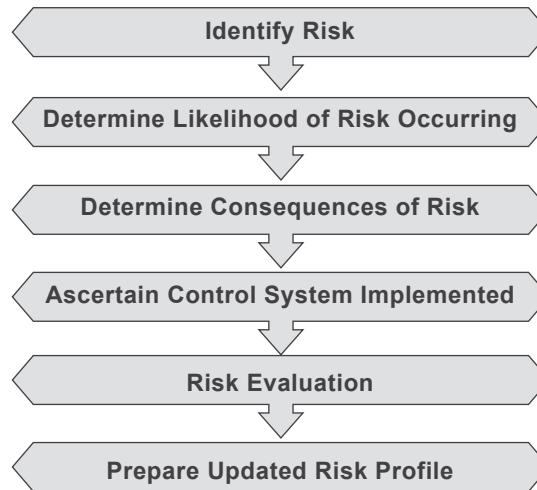 Identify Risk
Determine Likelihood of Risk Occurring
Determine Consequences of Risk
Ascertain Control System Implemented
Risk Evaluation
Prepare Updated Risk Profile